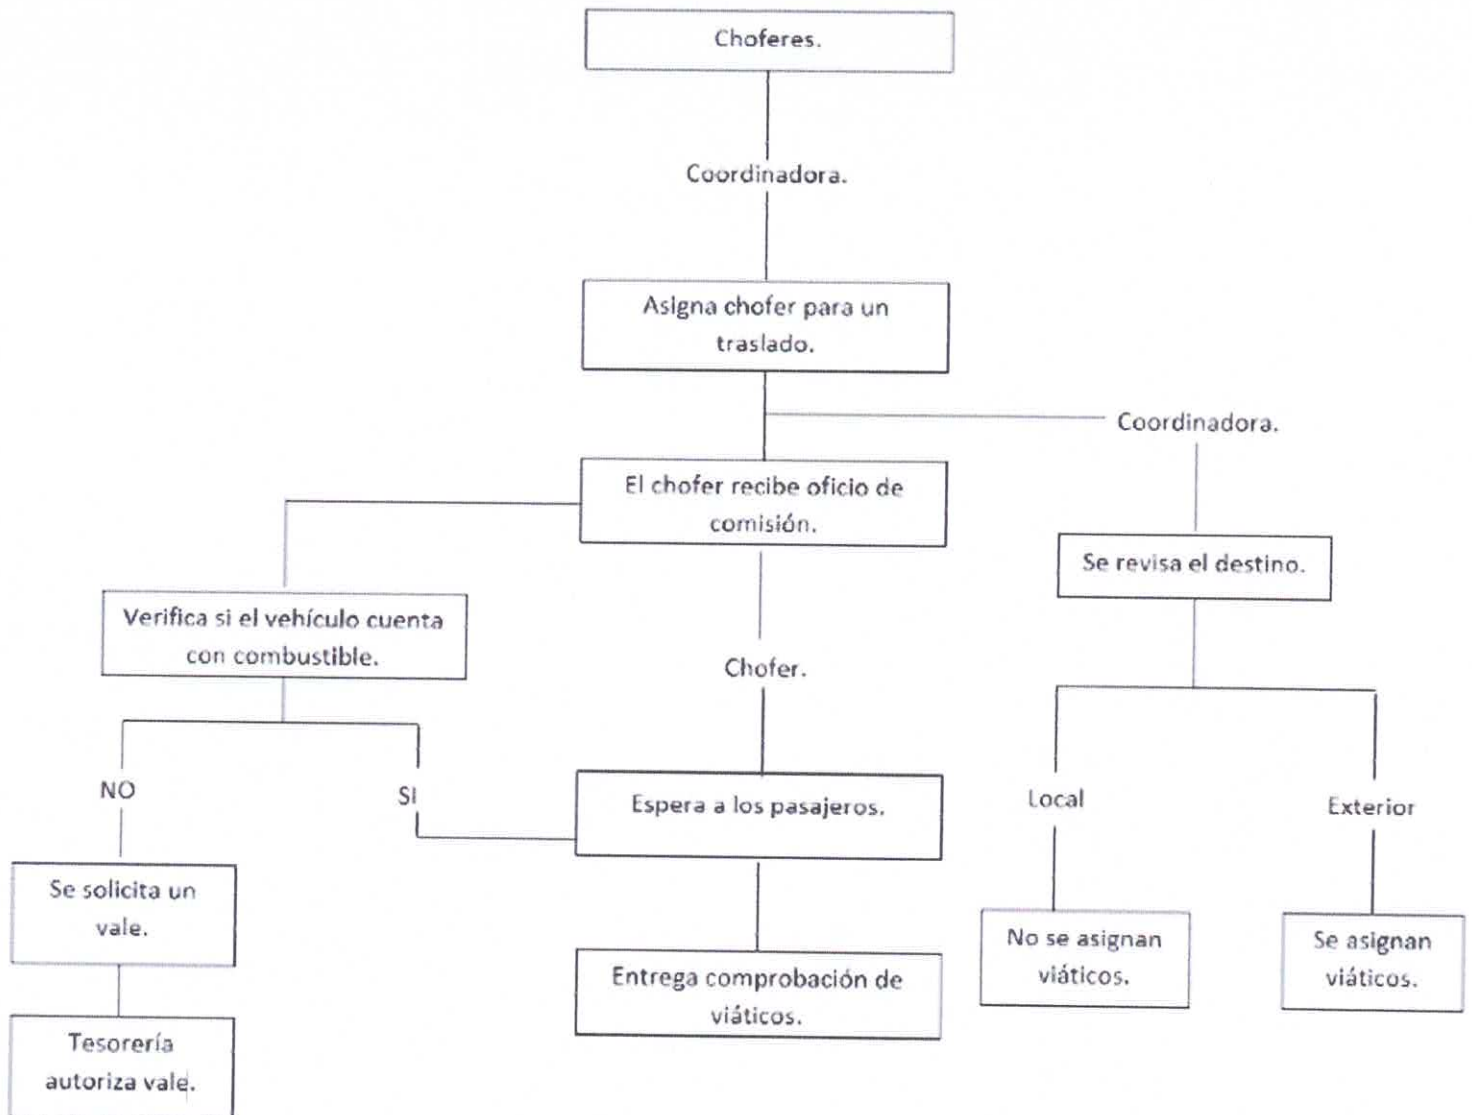 Choferes.
Coordinadora.
Asigna chofer para un
traslado.
Coordinadora.
El chofer recibe oficio de
comisión.
Se revisa el destino.
Verifica si el vehículo cuenta
con combustible.
Chofer.
NO
SI
Espera a los pasajeros.
Local
Exterior
Se solicita un
vale.
No se asignan
viáticos.
Se asignan
viáticos.
Entrega comprobación de
viáticos.
Tesorería
autoriza vale.